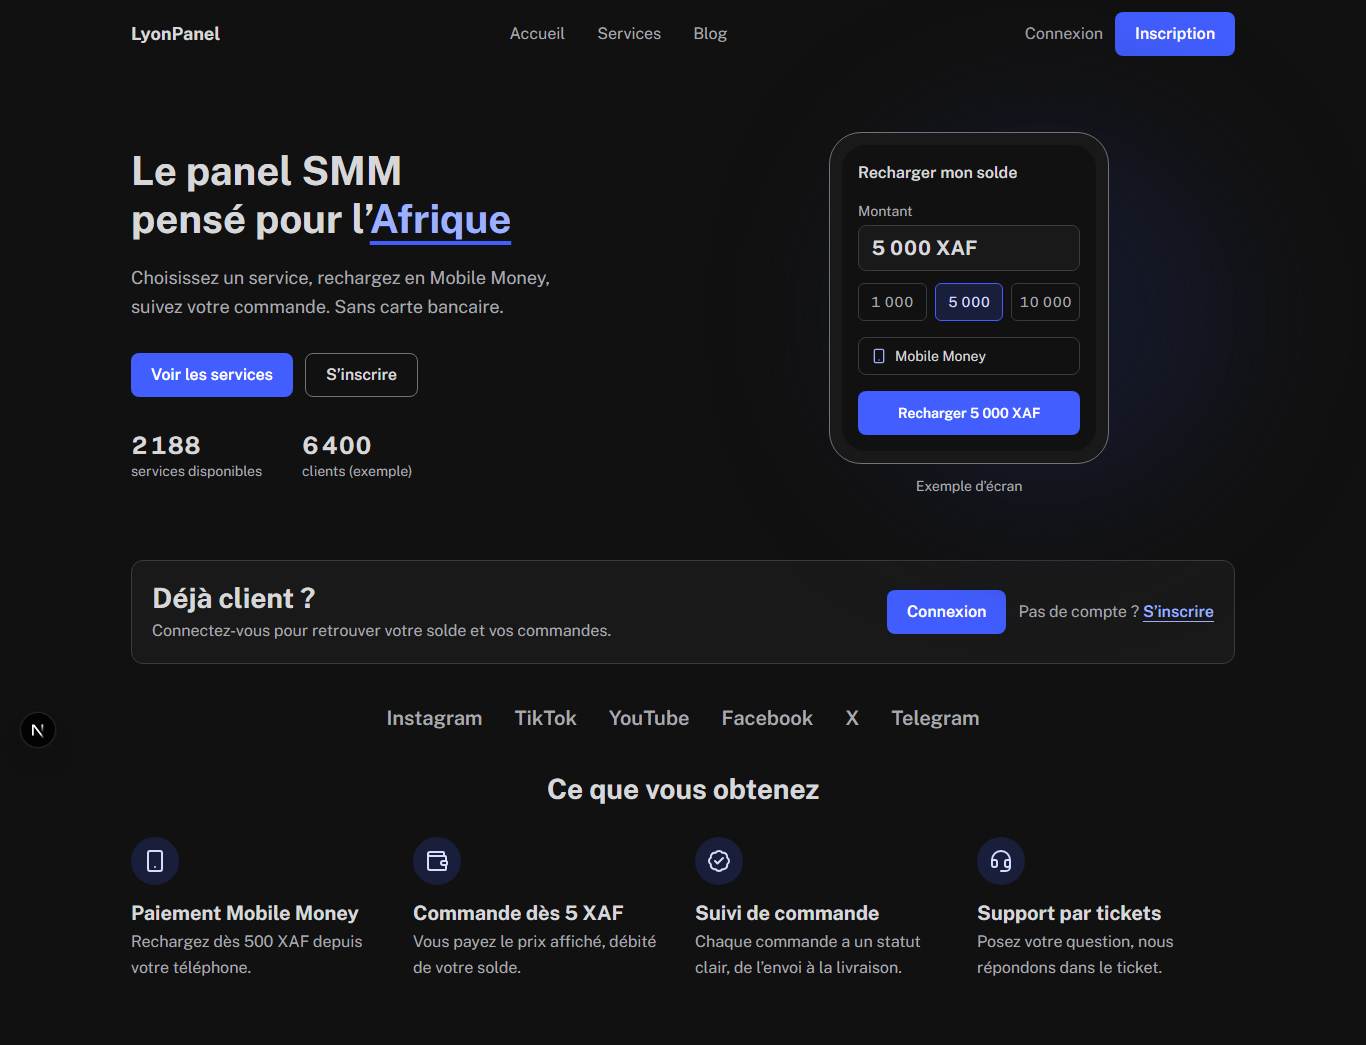 LyonPanel
Accueil
Services
Blog
Connexion
Inscription
Le panel SMM
pensé pour l’Afrique
Choisissez un service, rechargez en Mobile Money,
suivez votre commande. Sans carte bancaire.
Voir les services
S’inscrire
2 188
services disponibles
6 400
clients (exemple)
Recharger mon solde
Montant
5 000 XAF
1 000
5 000
10 000
Mobile Money
Recharger 5 000 XAF
Exemple d’écran
Déjà client ?
Connectez-vous pour retrouver votre solde et vos commandes.
Connexion
Pas de compte ? S’inscrire
Instagram
TikTok
YouTube
Facebook
X
Telegram
N
Ce que vous obtenez
Paiement Mobile Money
Rechargez dès 500 XAF depuis
votre téléphone.
Commande dès 5 XAF
Vous payez le prix affiché, débité
de votre solde.
Suivi de commande
Chaque commande a un statut
clair, de l’envoi à la livraison.
Support par tickets
Posez votre question, nous
répondons dans le ticket.